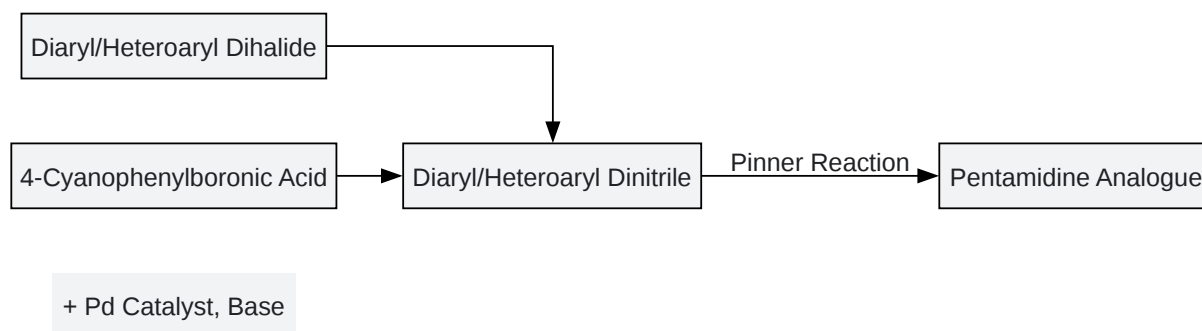 Diaryl/Heteroaryl Dihalide
4-Cyanophenylboronic Acid
Diaryl/Heteroaryl Dinitrile
Pinner Reaction
Pentamidine Analogue
+ Pd Catalyst, Base